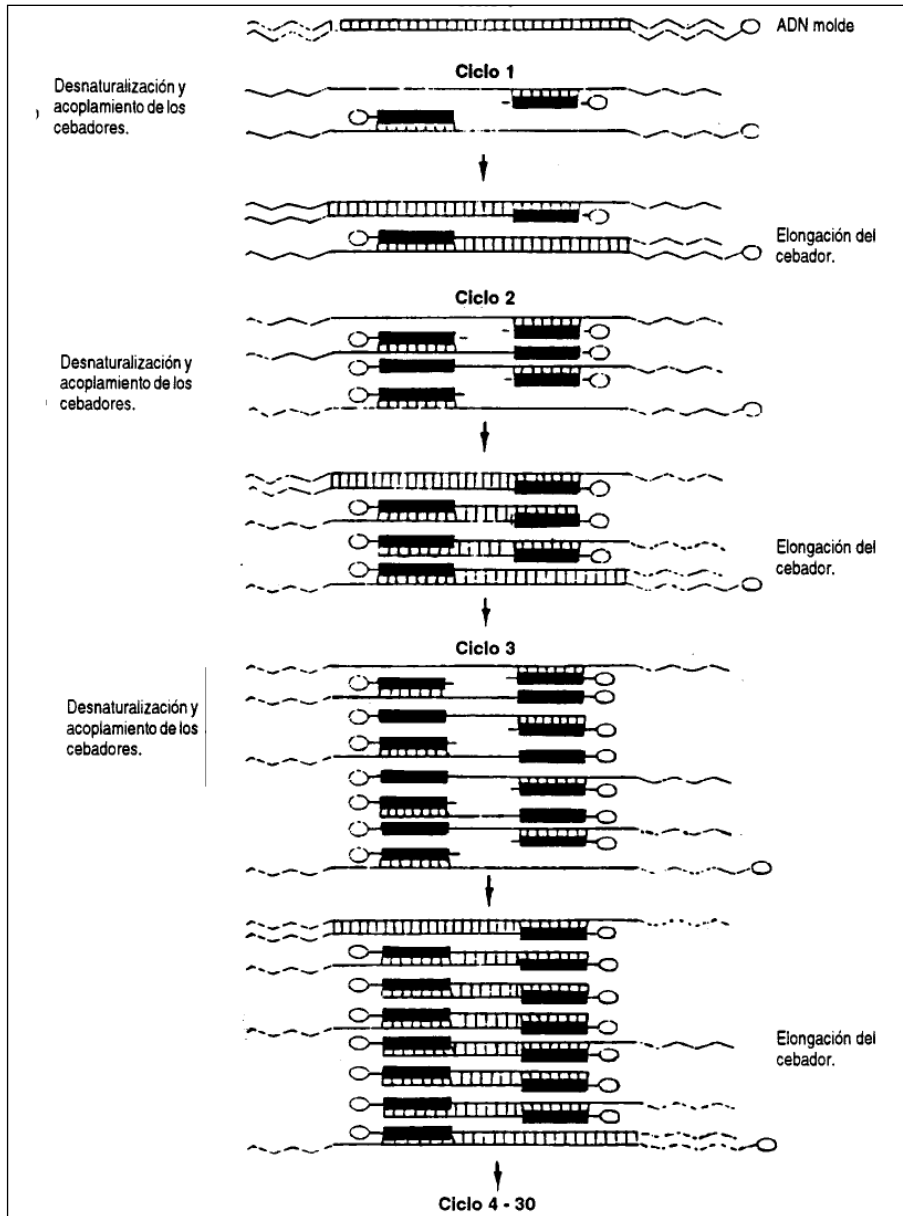 ADN molde
Ciclo 1
Desnaturalización y
acoplamiento de los
cebadores.
Elongación del
cebador.
Ciclo 2
Desnaturalización y
acoplamiento de los
cebadores.
Elongación del
cebador.
Ciclo 3
Desnaturalización y
acoplamiento de los
cebadores.
Elongación del
cebador.
Ciclo 4 - 30